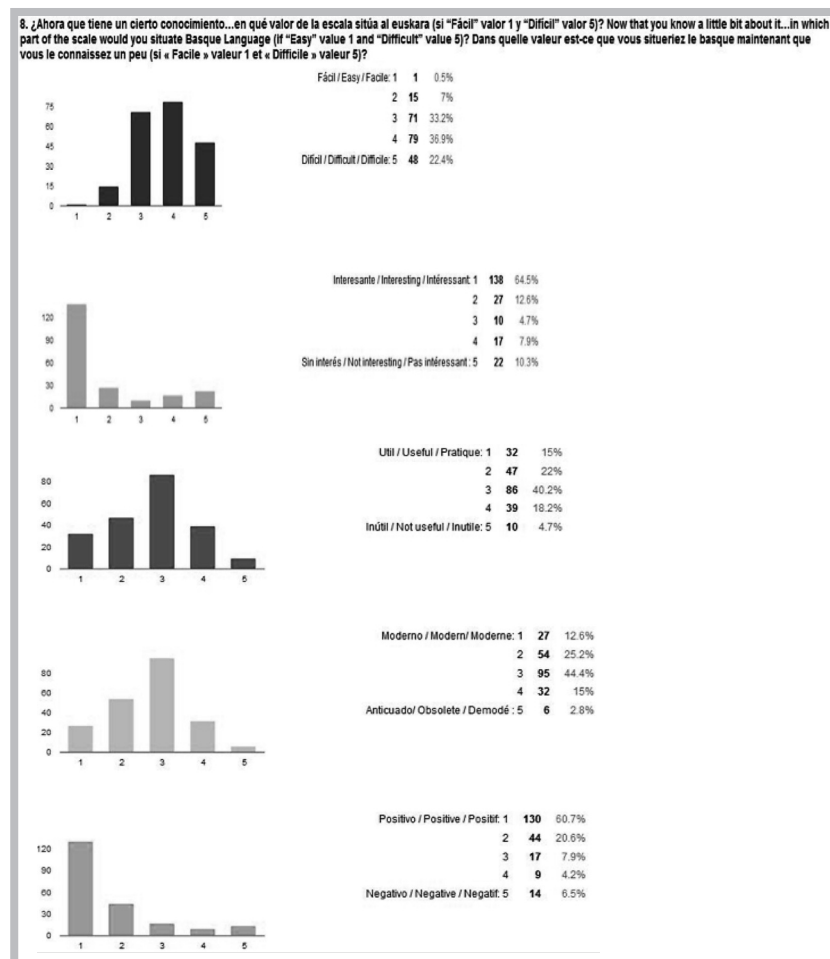 8. ¿Ahora que tiene un cierto conocimiento...en qué valor de la escala sitúa al euskara (si “Fácil” valor 1 y “Difícil” valor 5)? Now that you know a little bit about it...in which
part of the scale would you situate Basque Language (if “Easy” value 1 and “Difficult” value 5)? Dans quelle valeur est-ce que vous situeriez le basque maintenant que
vous le connaissez un peu (si « Facile » valeur 1 et « Difficile » valeur 5)?
Fácil / Easy / Facile: 1 1 0.5%
2 15 7%
3 71 33.2%
4 79 36.9%
Difícil / Difficult / Difficile: 5 48 22.4%
75
60
45
30
15
0
1 2 3 4 5
Interesante / Interesting / Intéressant: 1 138 64.5%
2 27 12.6%
3 10 4.7%
4 17 7.9%
Sin interés / Not interesting / Pas intéressant : 5 22 10.3%
120
90
60
30
0
1 2 3 4 5
Util / Useful / Pratique: 1 32 15%
2 47 22%
3 86 40.2%
4 39 18.2%
Inútil / Not useful / Inutile: 5 10 4.7%
80
60
40
20
0
1 2 3 4 5
Moderno / Modern/ Moderne: 1 27 12.6%
2 54 25.2%
3 95 44.4%
4 32 15%
Anticuado/ Obsolete / Demodé : 5 6 2.8%
80
60
40
20
0
1 2 3 4 5
Positivo / Positive / Positif: 1 130 60.7%
2 44 20.6%
3 17 7.9%
4 9 4.2%
Negativo / Negative / Negatif: 5 14 6.5%
120
90
60
30
0
1 2 3 4 5